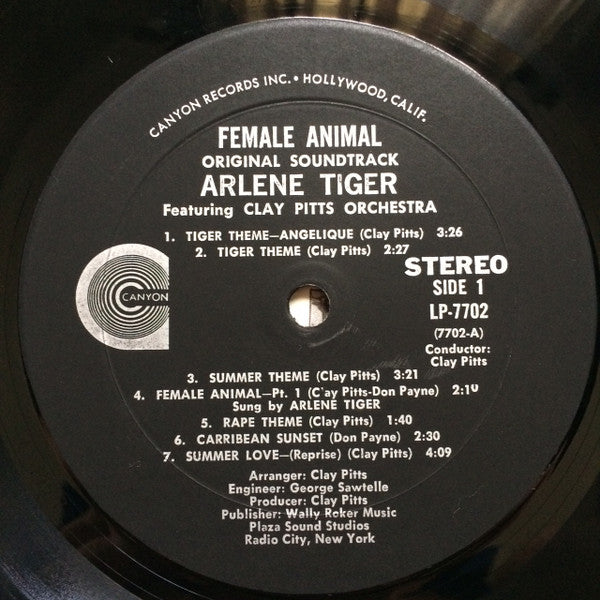 CANYON RECORDS INC. • HOLLYWOOD, CALIF.
FEMALE ANIMAL
ORIGINAL SOUNDTRACK
ARLENE TIGER
Featuring CLAY PITTS ORCHESTRA
1. TIGER THEME—ANGELIQUE (Clay Pitts) 3:26
2. TIGER THEME (Clay Pitts) 2:27
CANYON
STEREO
SIDE 1
LP-7702
(7702-A)
Conductor:
Clay Pitts
3. SUMMER THEME (Clay Pitts) 3:21
4. FEMALE ANIMAL—Pt. 1 (C'ay Pitts-Don Payne) 2:10
Sung by ARLENE TIGER
5. RAPE THEME (Clay Pitts) 1:40
6. CARRIBEAN SUNSET (Don Payne) 2:30
7. SUMMER LOVE—(Reprise) (Clay Pitts) 4:09
Arranger: Clay Pitts
Engineer: George Sawtelle
Producer: Clay Pitts
Publisher: Wally Roker Music
Plaza Sound Studios
Radio City, New York